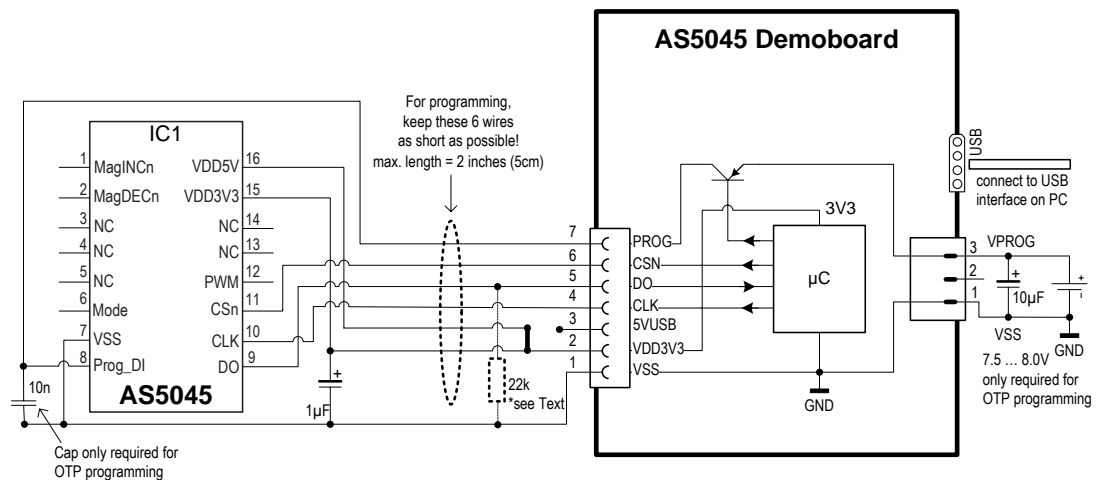 AS5045 Demoboard
For programming,
keep these 6 wires
as short as possible!
max. length = 2 inches (5cm)
IC1
1 MagINCn
2 MagDECn
3 NC
4 NC
5 NC
6 Mode
7 VSS
8 Prog_DI
VDD5V 16
VDD3V3 15
NC 14
NC 13
PWM 12
CSn 11
CLK 10
DO 9
AS5045
10n
Cap only required for
OTP programming
+
1µF
22k
*see Text
7 PROG
6 CSN
5 DO
4 CLK
3 5VUSB
2 VDD3V3
1 VSS
3V3
µC
GND
USB
connect to USB
interface on PC
3
2
1
VPROG
+
10µF
+
-
VSS
GND
7.5 ... 8.0V
only required for
OTP programming